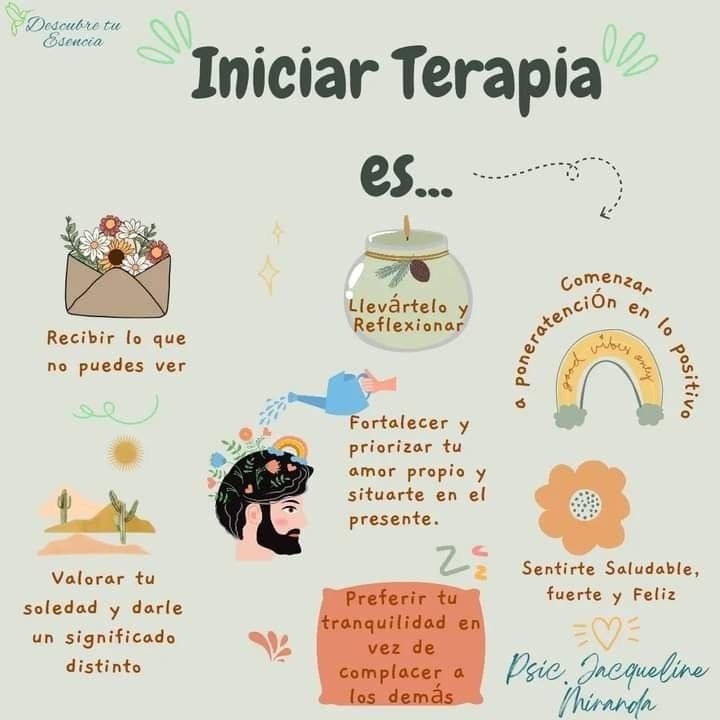 Descubre tu
Esencia
Iniciar Terapia
es...
Recibir lo que
no puedes ver
Llevártelo y
Reflexionar
Comenzar
a poneratenciÓn en lo positivo
good vibes only
Fortalecer y
priorizar tu
amor propio y
situarte en el
presente.
Valorar tu
soledad y darle
un significado
distinto
Zzz
Preferir tu
tranquilidad en
vez de
complacer a
los demás
Sentirte Saludable,
fuerte y Feliz
Psic. Jacqueline
Miranda